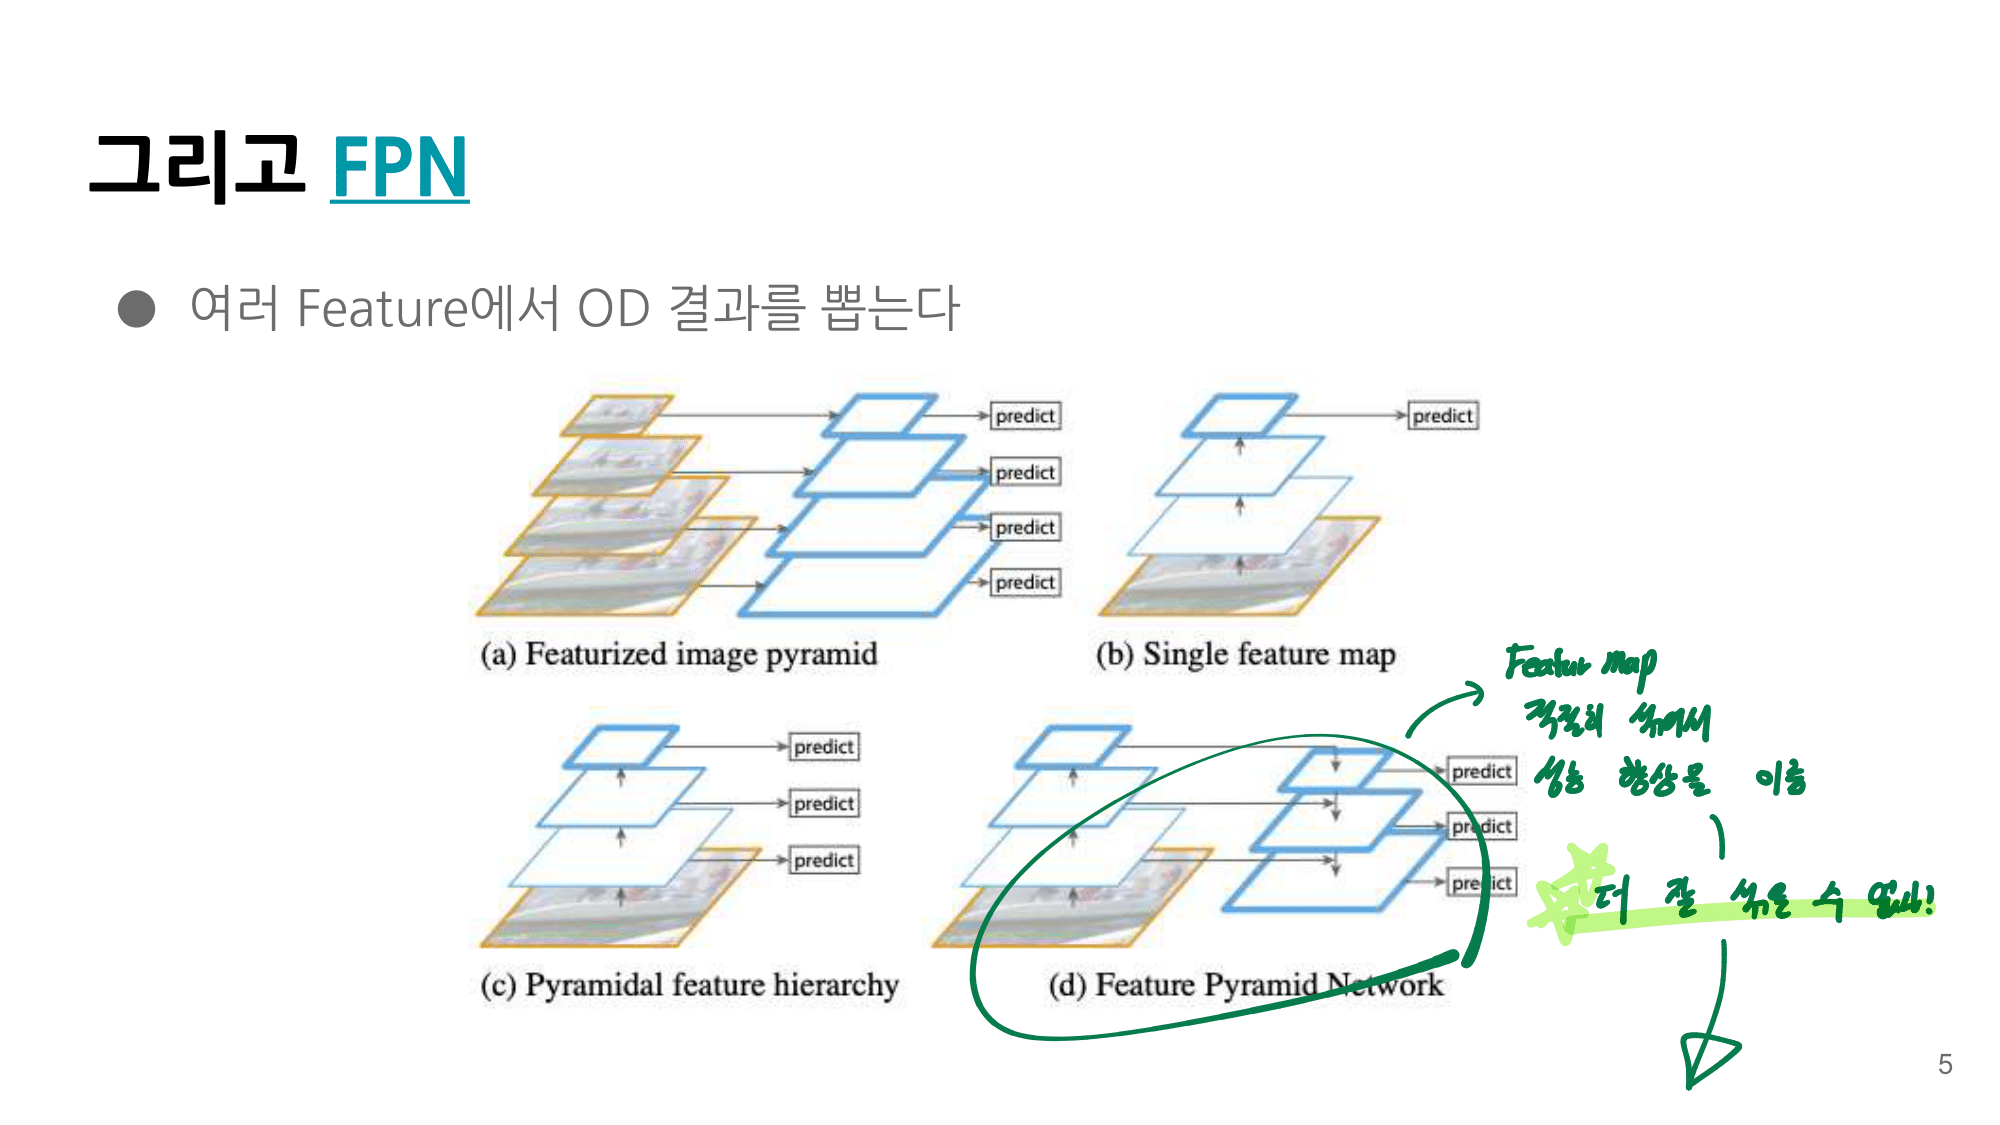 그리고 FPN
● 여러 Feature에서 OD 결과를 뽑는다
predict
predict
predict
predict
(a) Featurized image pyramid
predict
(b) Single feature map
predict
predict
predict
(c) Pyramidal feature hierarchy
predict
predict
predict
(d) Feature Pyramid Network
Featur map
적절히 섞어서
성능 향상을 이룸
더 잘 섞을 수 없나?
5